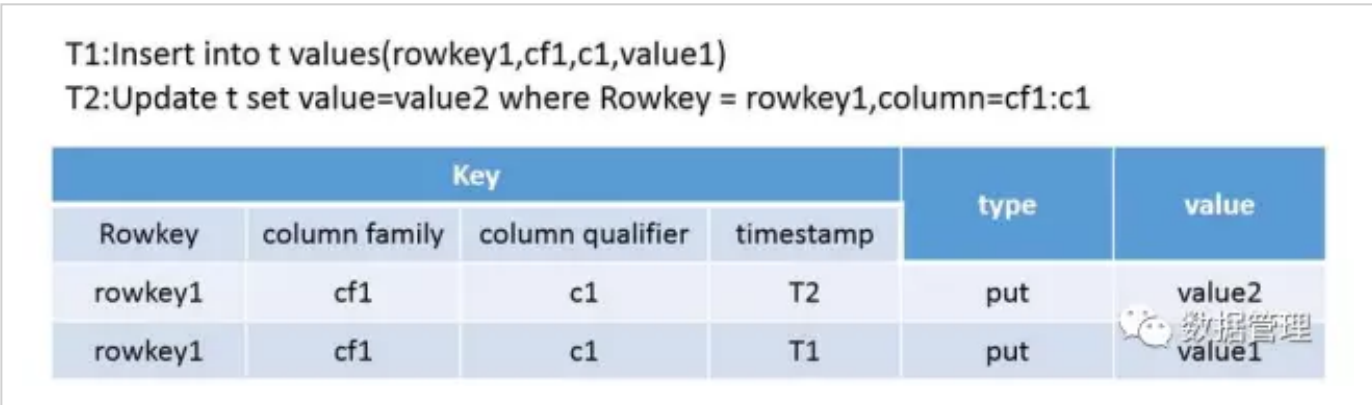 T1:Insert into t values(rowkey1,cf1,c1,value1)
T2:Update t set value=value2 where Rowkey = rowkey1,column=cf1:c1
Key type value
Rowkey column family column qualifier timestamp
rowkey1 cf1 c1 T2 put value2
数据管理
rowkey1 cf1 c1 T1 put value1